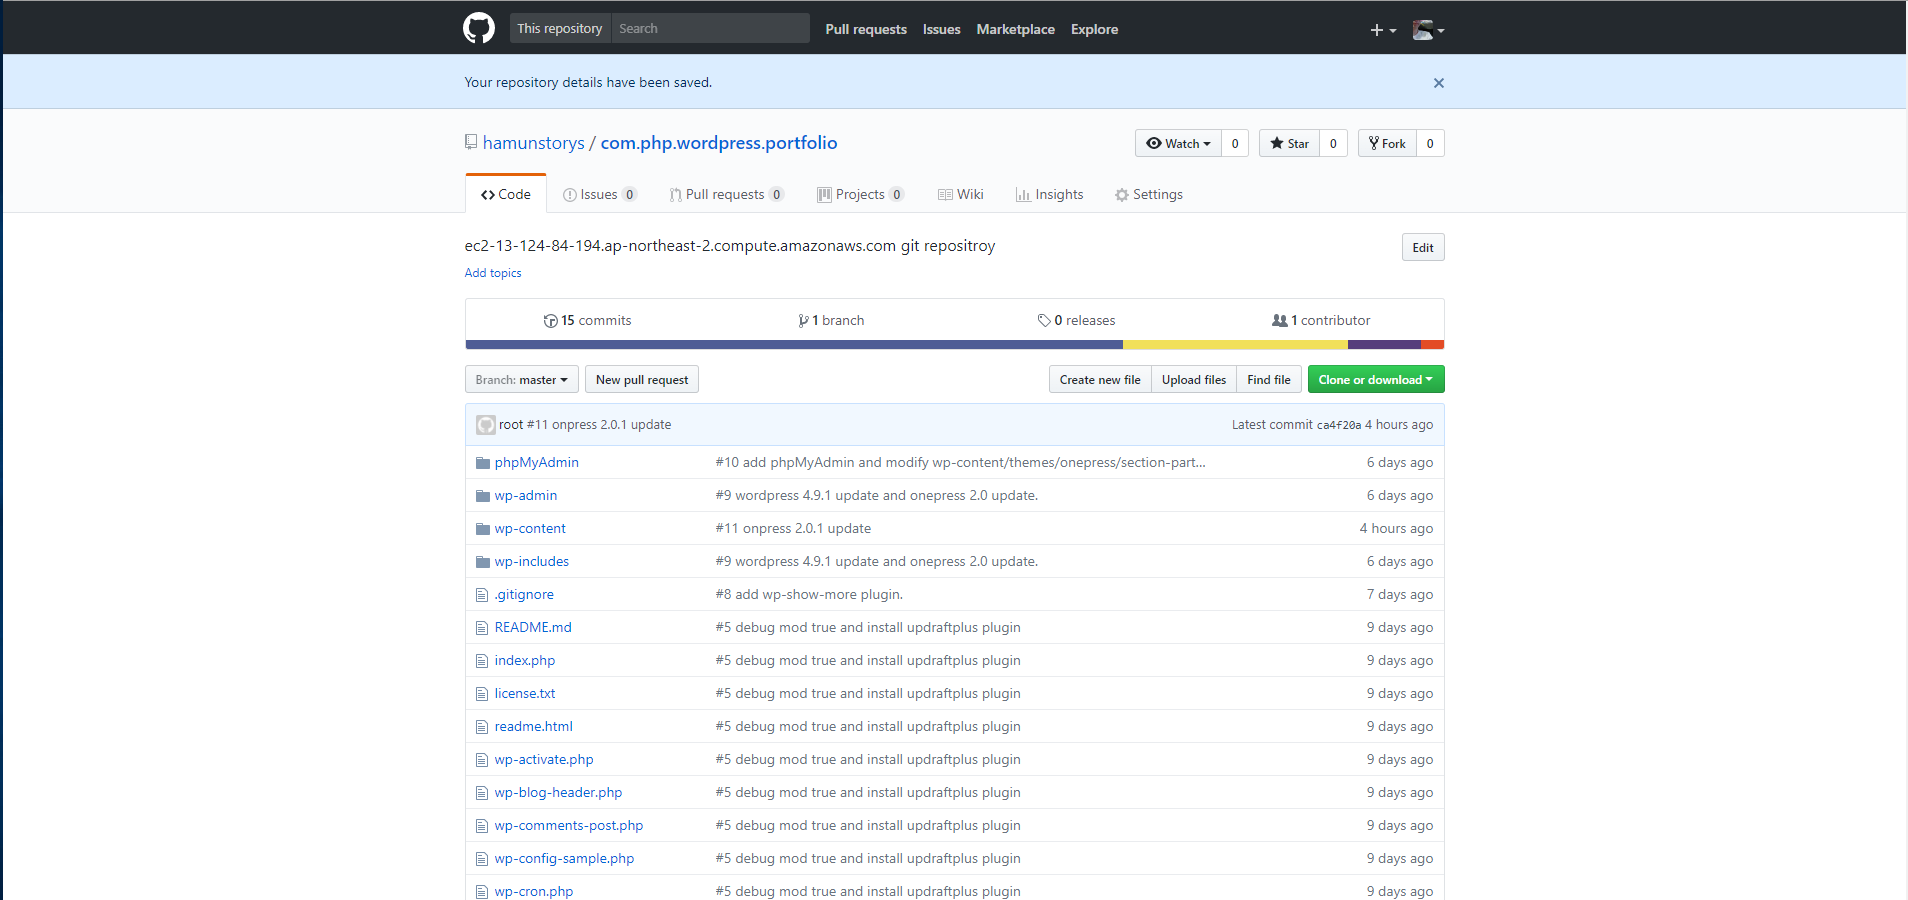 This repository Search Pull requests Issues Marketplace Explore
Your repository details have been saved.
hamunstorys / com.php.wordpress.portfolio Watch 0 Star 0 Fork 0
Code Issues 0 Pull requests 0 Projects 0 Wiki Insights Settings
ec2-13-124-84-194.ap-northeast-2.compute.amazonaws.com git repositroy Edit
Add topics
15 commits 1 branch 0 releases 1 contributor
Branch: master New pull request Create new file Upload files Find file Clone or download
root #11 onpress 2.0.1 update Latest commit ca4f20a 4 hours ago
phpMyAdmin #10 add phpMyAdmin and modify wp-content/themes/onepress/section-part... 6 days ago
wp-admin #9 wordpress 4.9.1 update and onepress 2.0 update. 6 days ago
wp-content #11 onpress 2.0.1 update 4 hours ago
wp-includes #9 wordpress 4.9.1 update and onepress 2.0 update. 6 days ago
.gitignore #8 add wp-show-more plugin. 7 days ago
README.md #5 debug mod true and install updraftplus plugin 9 days ago
index.php #5 debug mod true and install updraftplus plugin 9 days ago
license.txt #5 debug mod true and install updraftplus plugin 9 days ago
readme.html #5 debug mod true and install updraftplus plugin 9 days ago
wp-activate.php #5 debug mod true and install updraftplus plugin 9 days ago
wp-blog-header.php #5 debug mod true and install updraftplus plugin 9 days ago
wp-comments-post.php #5 debug mod true and install updraftplus plugin 9 days ago
wp-config-sample.php #5 debug mod true and install updraftplus plugin 9 days ago
wp-cron.php #5 debug mod true and install updraftplus plugin 9 days ago